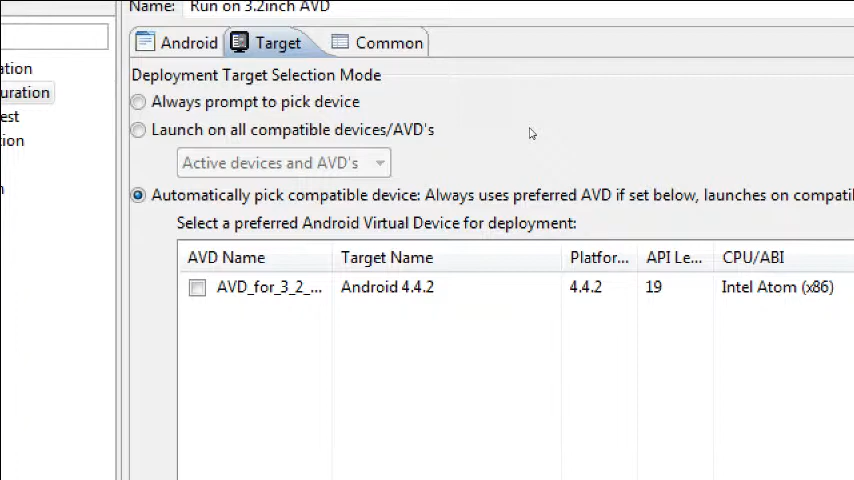 Name: Run on 3.2inch AVD
Android Target Common
ation
Deployment Target Selection Mode
uration
Always prompt to pick device
est
Launch on all compatible devices/AVD's
tion
Active devices and AVD's
Automatically pick compatible device: Always uses preferred AVD if set below, launches on compatibl
Select a preferred Android Virtual Device for deployment:
AVD Name Target Name Platfor... API Le... CPU/ABI
AVD_for_3_2_... Android 4.4.2 4.4.2 19 Intel Atom (x86)